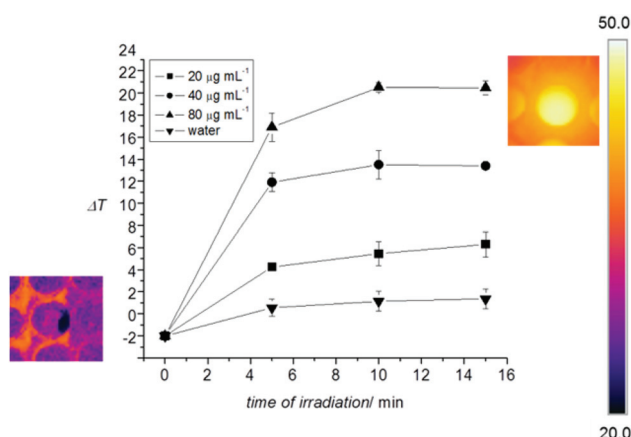 50.0
24
22
20
18
16
14
12
10
8
6
4
2
0
-2
ΔT
20 µg mL⁻¹
40 µg mL⁻¹
80 µg mL⁻¹
water
0 2 4 6 8 10 12 14 16
time of irradiation/ min
20.0